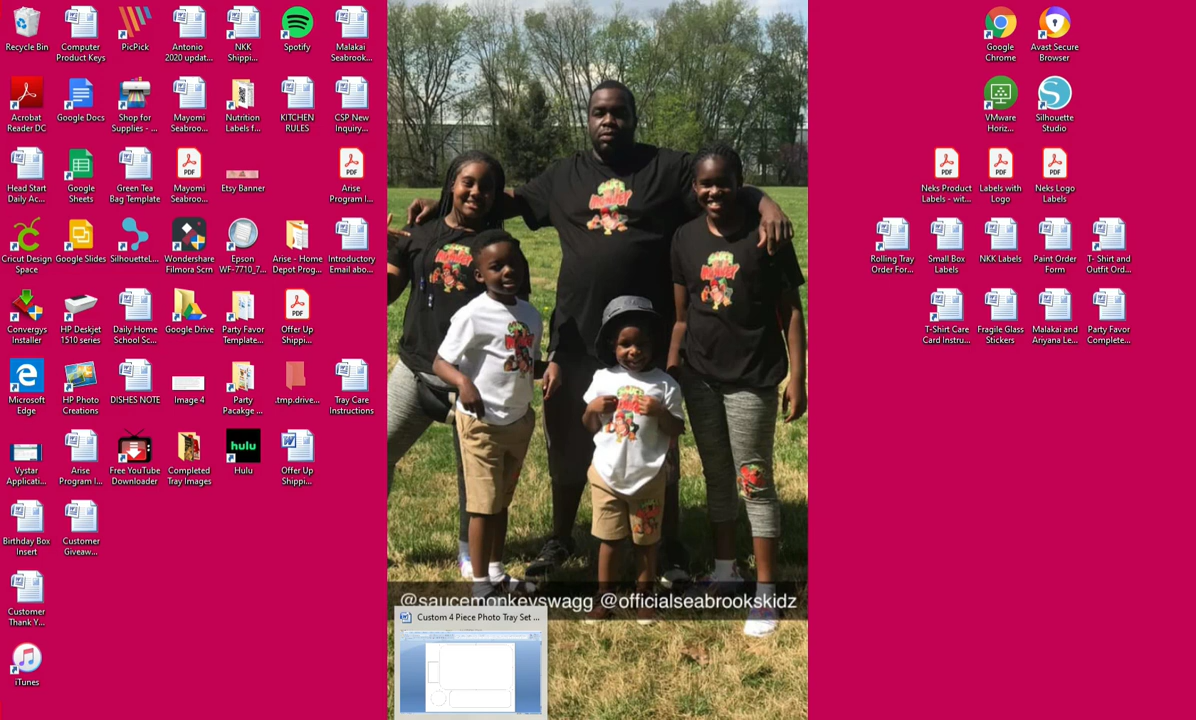 Recycle Bin
Computer
Product Keys
PicPick
Antonio
2020 updat...
NKK
Shippi...
Spotify
Malakai
Seabrook...
Google
Chrome
Avast Secure
Browser
Acrobat
Reader DC
Google Docs
Shop for
Supplies - ...
Mayomi
Seabroo...
Nutrition
Labels f...
KITCHEN
RULES
CSP New
Inquiry...
VMware
Horiz...
Silhouette
Studio
Head Start
Daily Ac...
Google
Sheets
Green Tea
Bag Template
Mayomi
Seabroo...
Etsy Banner
Arise
Program I...
Neks Product
Labels - wit...
Labels with
Logo
Neks Logo
Labels
Cricut Design
Space
Google Slides
SilhouetteL...
Wondershare
Filmora Scrn
Epson
WF-7710_7...
Arise - Home
Depot Prog...
Introductory
Email abo...
Rolling Tray
Order For...
Small Box
Labels
NKK Labels
Paint Order
Form
T- Shirt and
Outfit Ord...
Convergys
Installer
HP Deskjet
1510 series
Daily Home
School Sc...
Google Drive
Party Favor
Template...
Offer Up
Shippi...
T-Shirt Care
Card Instru...
Fragile Glass
Stickers
Malakai and
Ariyana Le...
Party Favor
Complete...
Microsoft
Edge
HP Photo
Creations
DISHES NOTE
Image 4
Party
Pacakge ...
.tmp.drive...
Tray Care
Instructions
Vystar
Applicati...
Arise
Program I...
Free YouTube
Downloader
Completed
Tray Images
hulu
Hulu
Offer Up
Shippi...
Birthday Box
Insert
Customer
Giveaw...
Customer
Thank Y...
iTunes
@saucemonkeyswagg @officialseabrookskidz
Custom 4 Piece Photo Tray Set ...